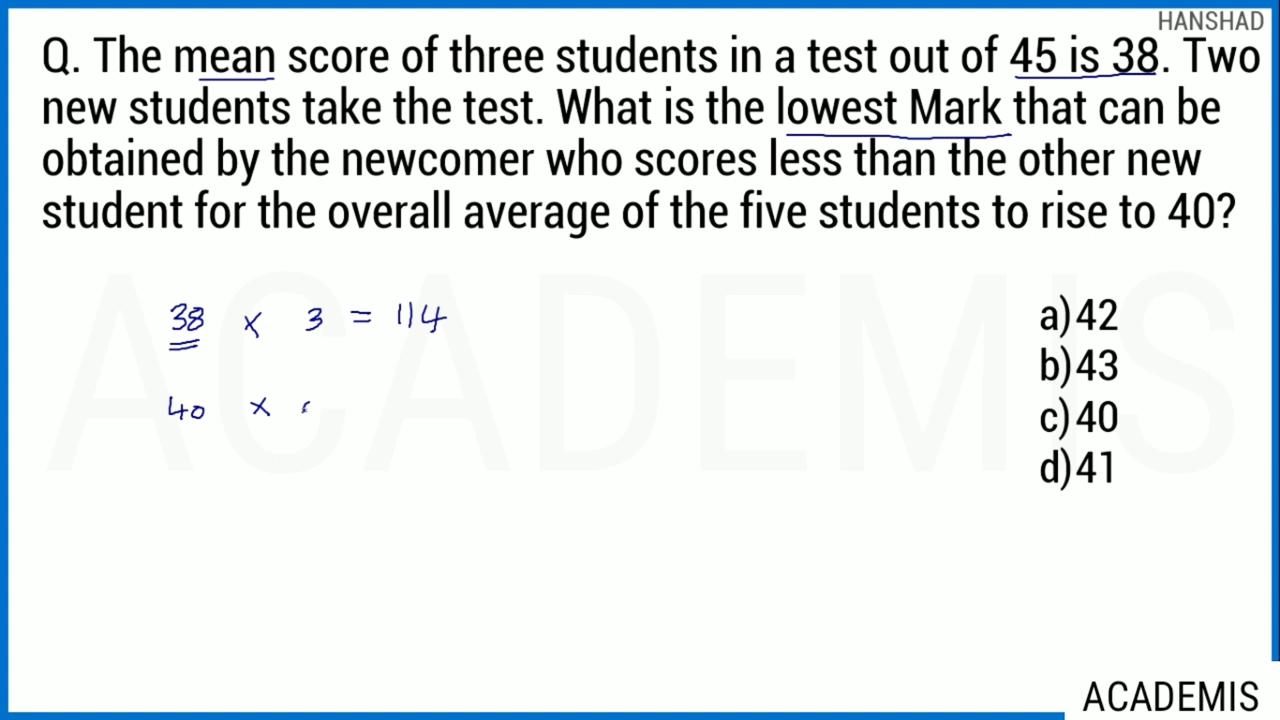 HANSHAD
Q. The mean score of three students in a test out of 45 is 38. Two
new students take the test. What is the lowest Mark that can be
obtained by the newcomer who scores less than the other new
student for the overall average of the five students to rise to 40?
38 × 3 = 114
40 ×
a)42
b)43
c)40
d)41
ACADEMIS
ACADEMIS